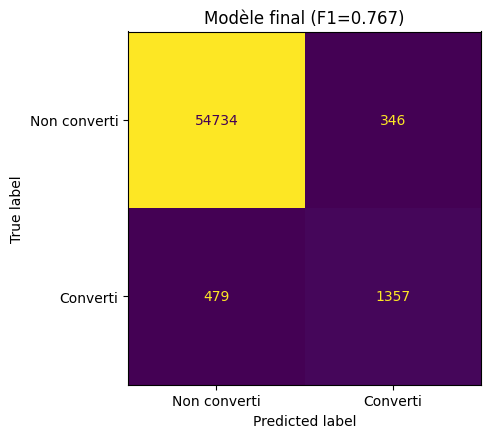 Modèle final (F1=0.767)
True label
Non converti
54734
346
Converti
479
1357
Non converti
Converti
Predicted label